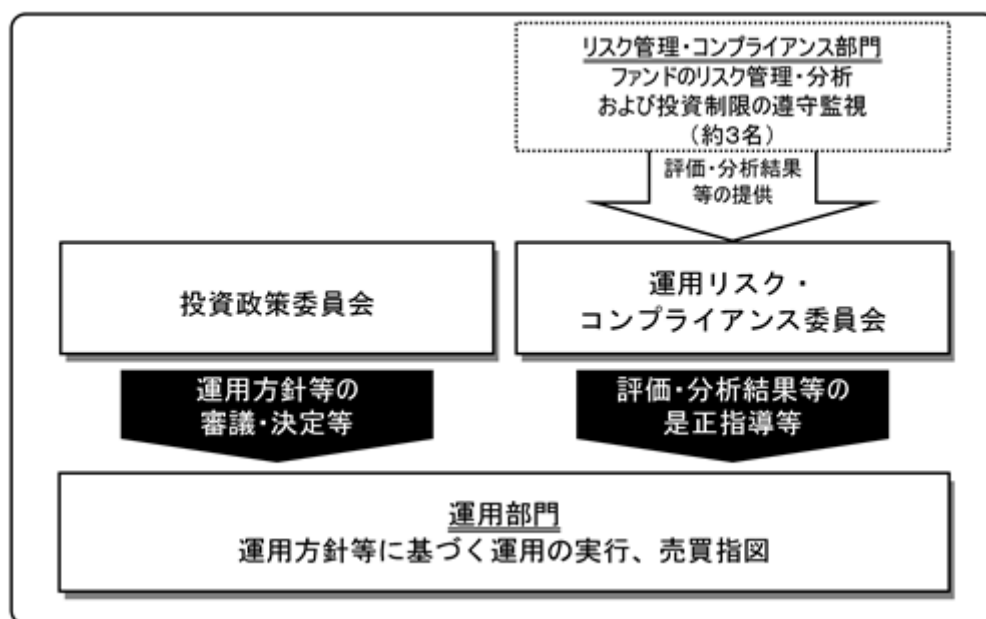 リスク管理・コンプライアンス部門
ファンドのリスク管理・分析
および投資制限の遵守監視
（約３名）
評価・分析結果
等の提供
投資政策委員会
運用リスク・
コンプライアンス委員会
運用方針等の
審議・決定等
評価・分析結果等の
是正指導等
運用部門
運用方針等に基づく運用の実行、売買指図